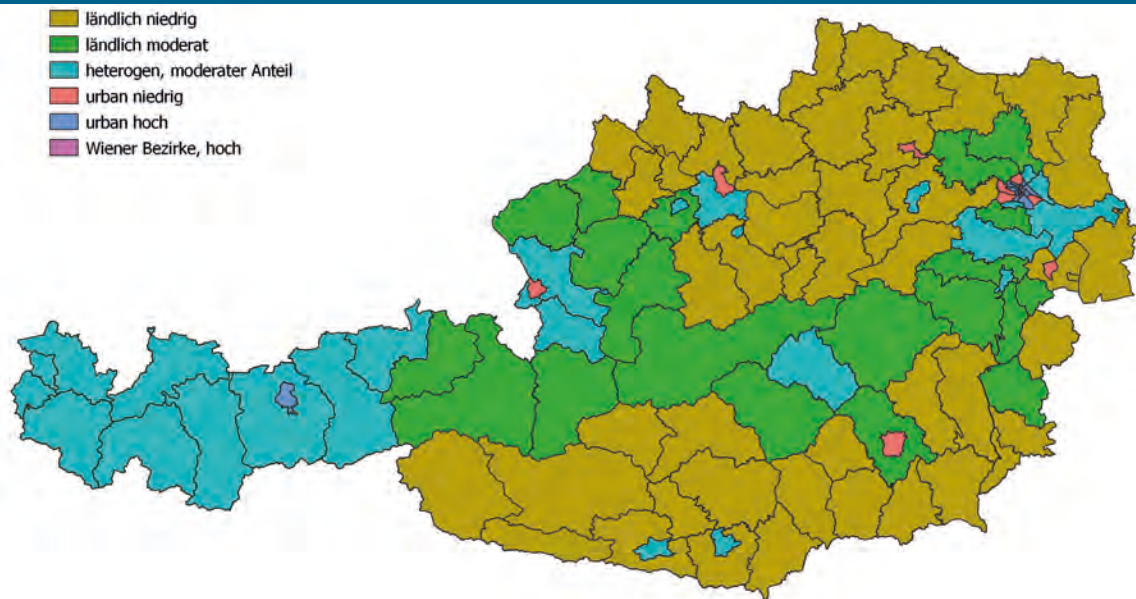 ländlich niedrig
ländlich moderat
heterogen, moderater Anteil
urban niedrig
urban hoch
Wiener Bezirke, hoch